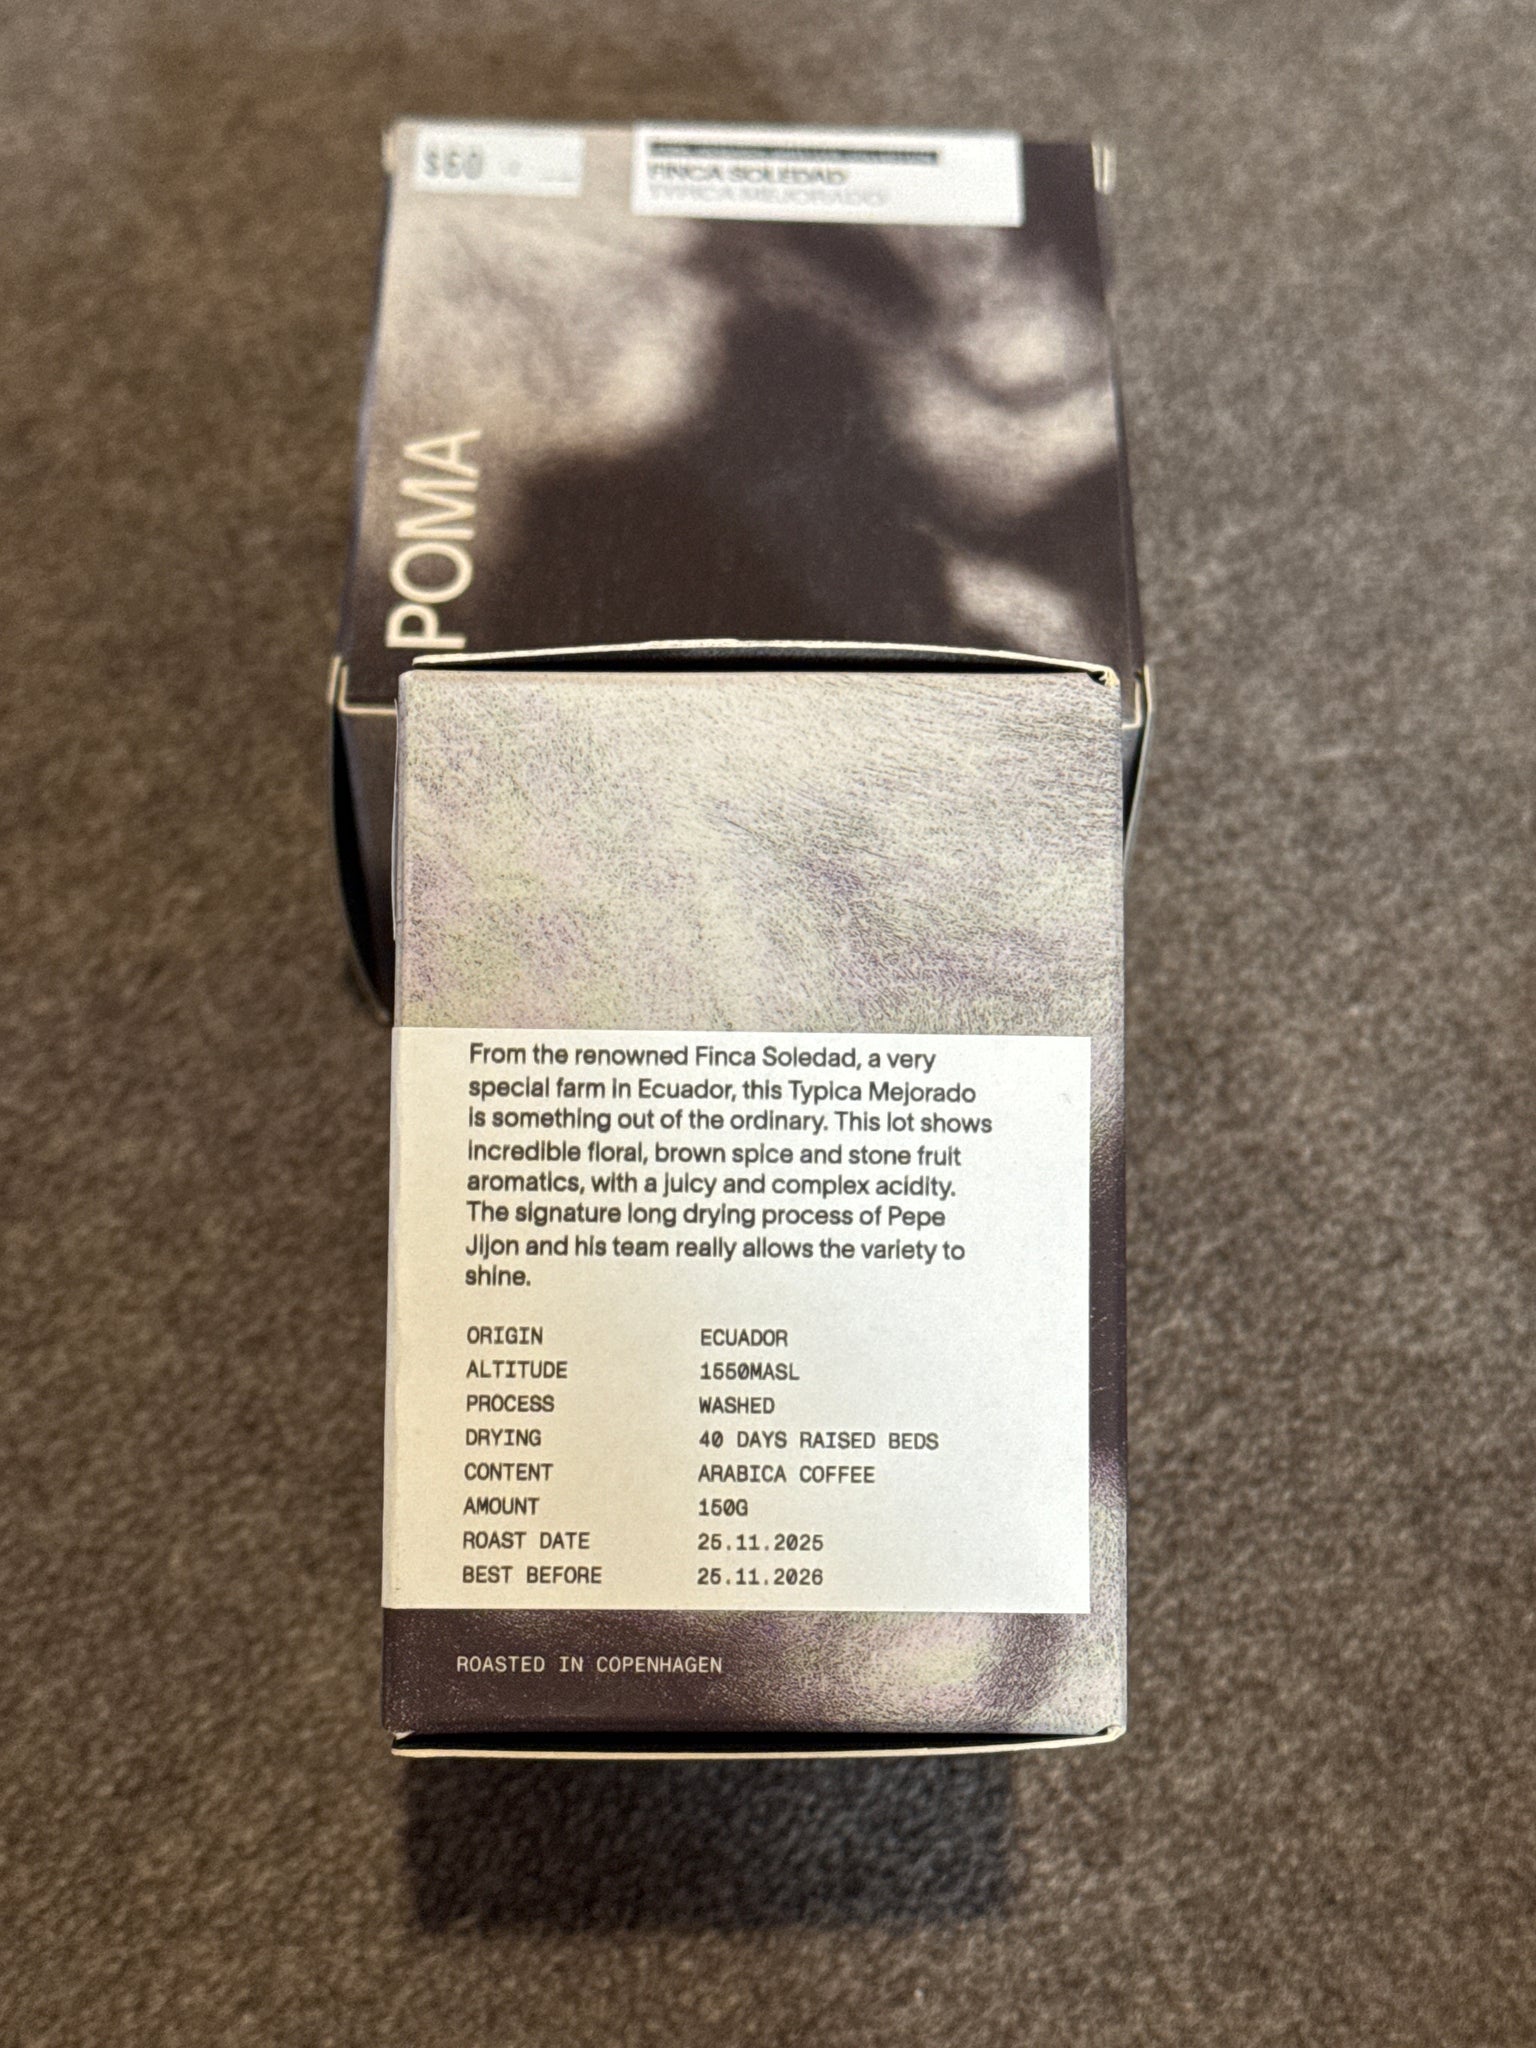 $60
FINCA SOLEDAD
TYPICA MEJORADO
POMA
From the renowned Finca Soledad, a very
special farm in Ecuador, this Typica Mejorado
is something out of the ordinary. This lot shows
incredible floral, brown spice and stone fruit
aromatics, with a juicy and complex acidity.
The signature long drying process of Pepe
Jijon and his team really allows the variety to
shine.
ORIGIN ECUADOR
ALTITUDE 1550MASL
PROCESS WASHED
DRYING 40 DAYS RAISED BEDS
CONTENT ARABICA COFFEE
AMOUNT 150G
ROAST DATE 25.11.2025
BEST BEFORE 25.11.2026
ROASTED IN COPENHAGEN